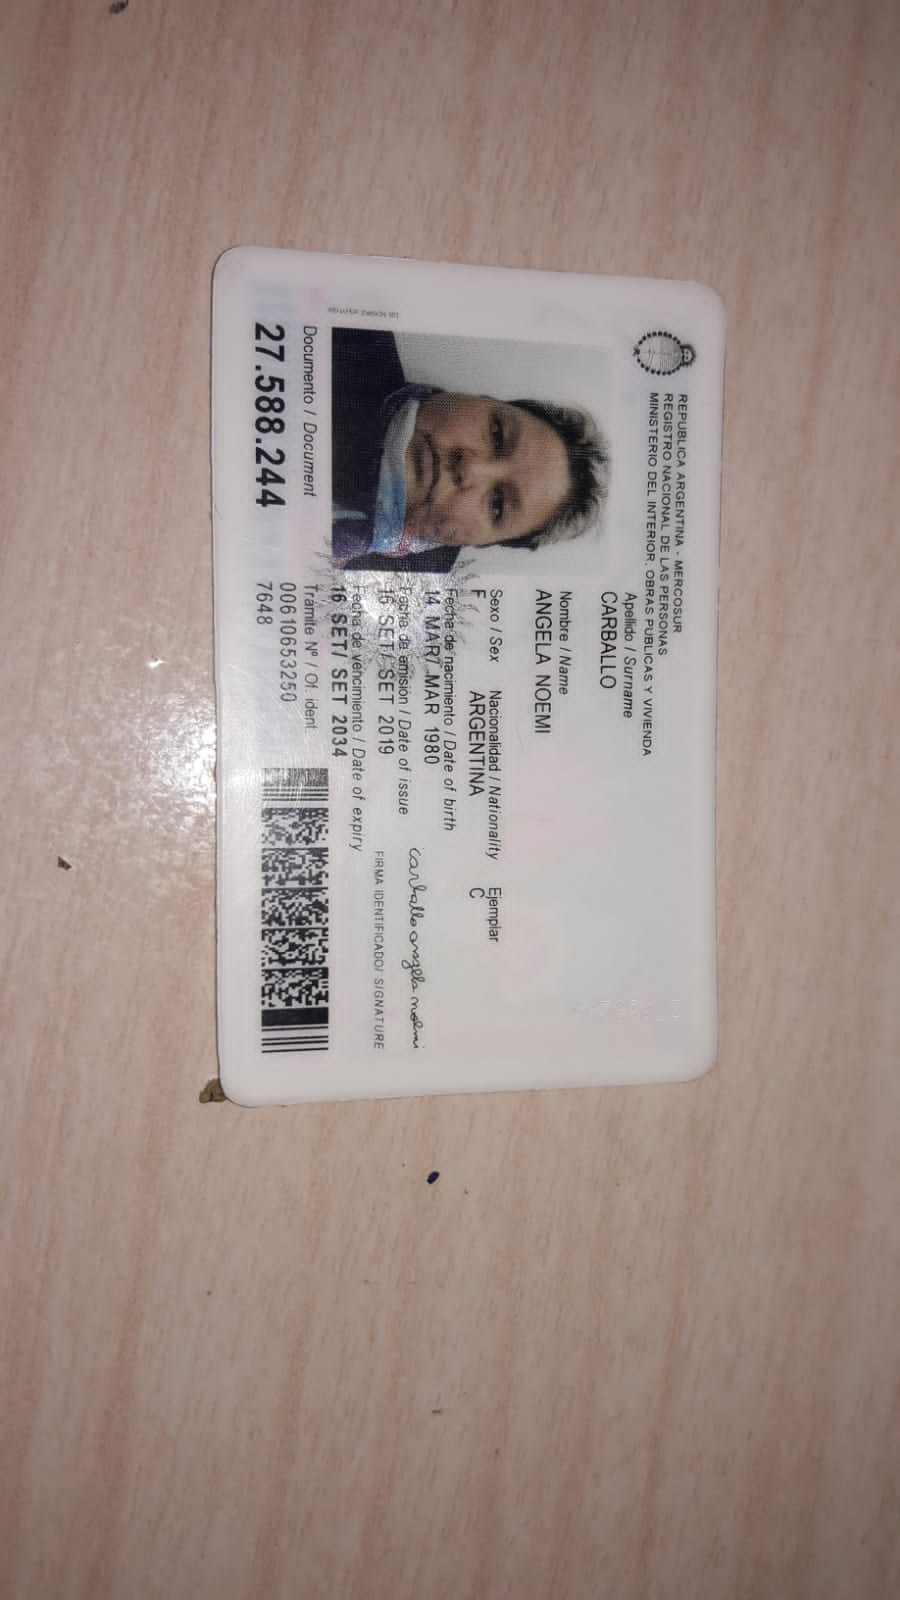 REPUBLICA ARGENTINA - MERCOSUR
REGISTRO NACIONAL DE LAS PERSONAS
MINISTERIO DEL INTERIOR, OBRAS PUBLICAS Y VIVIENDA
Apellido / Surname
CARBALLO
Nombre / Name
ANGELA NOEMI
Sexo / Sex Nacionalidad / Nationality Ejemplar
F ARGENTINA C
Fecha de nacimiento / Date of birth
14 MAR/ MAR 1980
Fecha de emisión / Date of issue
16 SET/ SET 2019
Fecha de vencimiento / Date of expiry
16 SET/ SET 2034
carballo angela noemi
FIRMA IDENTIFICADO/ SIGNATURE
Documento / Document
27.588.244
Trámite Nº / Of. ident.
00610653250
7648